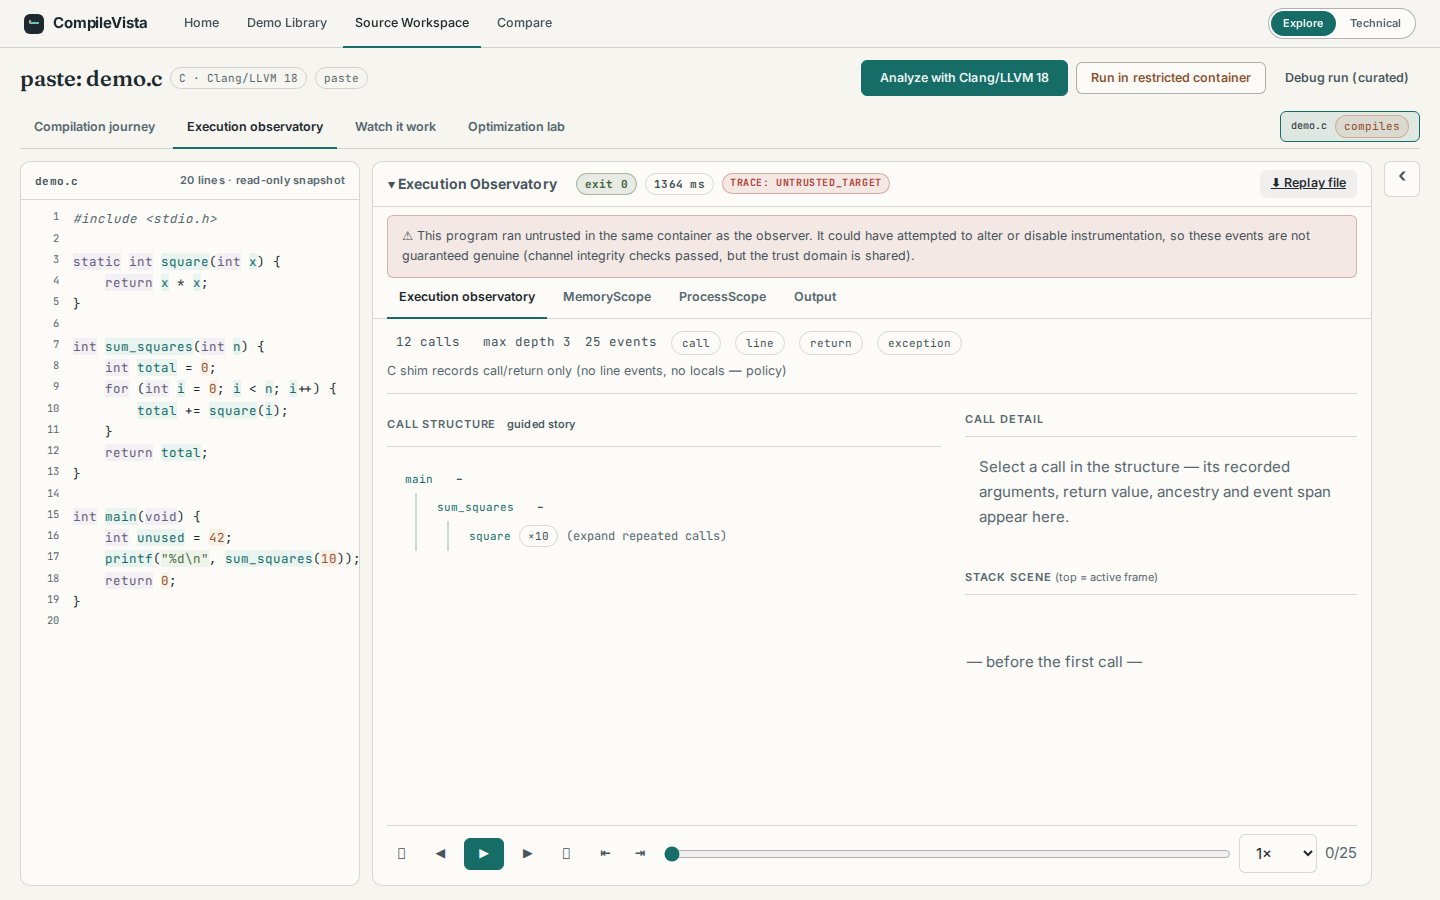 CompileVista Home Demo Library Source Workspace Compare Explore Technical
paste: demo.c C · Clang/LLVM 18 paste Analyze with Clang/LLVM 18 Run in restricted container Debug run (curated)
Compilation journey Execution observatory Watch it work Optimization lab demo.c compiles
demo.c 20 lines · read-only snapshot
1 #include <stdio.h>
2
3 static int square(int x) {
4 return x * x;
5 }
6
7 int sum_squares(int n) {
8 int total = 0;
9 for (int i = 0; i < n; i++) {
10 total += square(i);
11 }
12 return total;
13 }
14
15 int main(void) {
16 int unused = 42;
17 printf("%d\n", sum_squares(10));
18 return 0;
19 }
20
▾ Execution Observatory exit 0 1364 ms TRACE: UNTRUSTED_TARGET ⬇ Replay file
⚠ This program ran untrusted in the same container as the observer. It could have attempted to alter or disable instrumentation, so these events are not
guaranteed genuine (channel integrity checks passed, but the trust domain is shared).
Execution observatory MemoryScope ProcessScope Output
12 calls max depth 3 25 events call line return exception
C shim records call/return only (no line events, no locals — policy)
CALL STRUCTURE guided story
main –
sum_squares –
square ×10 (expand repeated calls)
CALL DETAIL
Select a call in the structure — its recorded
arguments, return value, ancestry and event span
appear here.
STACK SCENE (top = active frame)
— before the first call —
1× 0/25